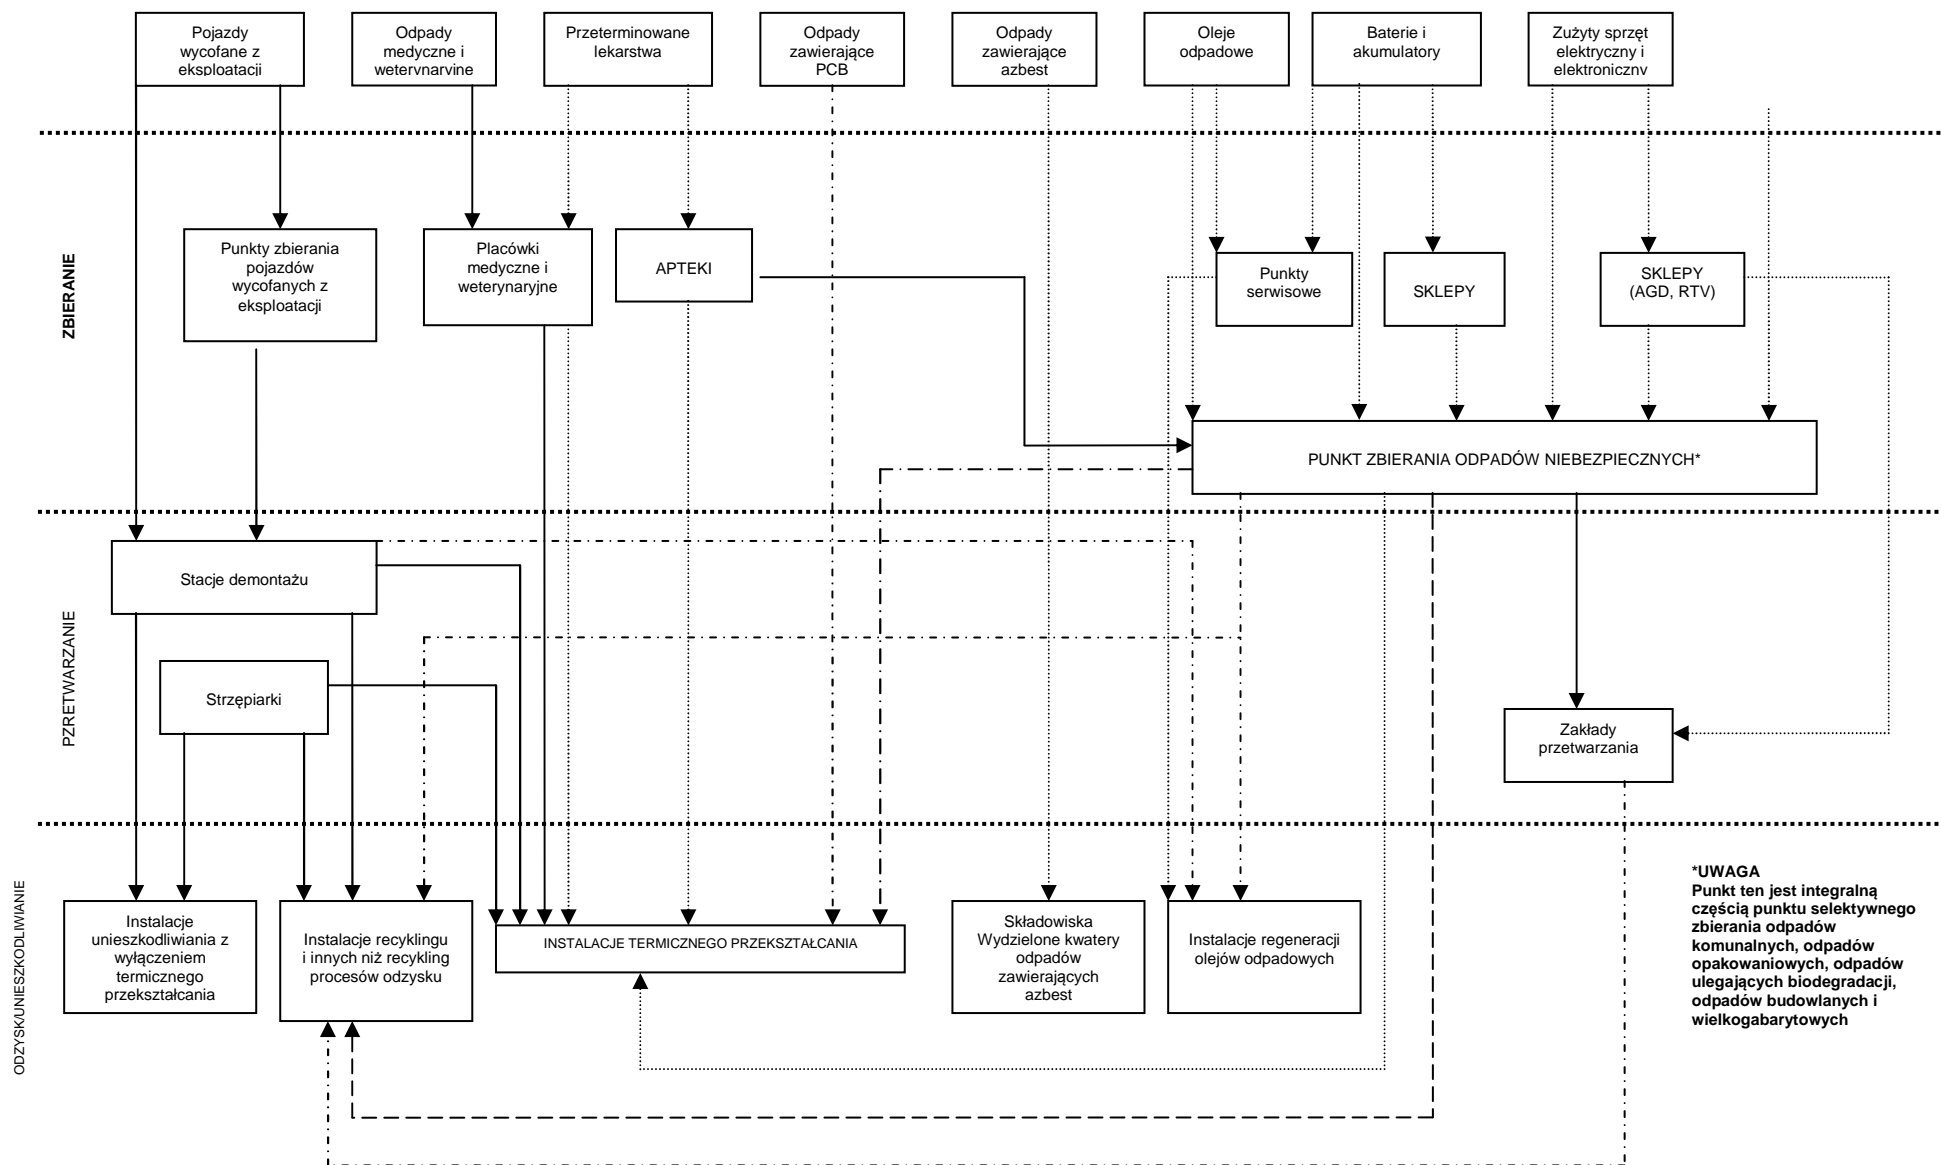 Pojazdy
wycofane z
eksploatacji
Odpady
medyczne i
weterynaryjne
Przeterminowane
lekarstwa
Odpady
zawierające
PCB
Odpady
zawierające
azbest
Oleje
odpadowe
Baterie i
akumulatory
Zużyty sprzęt
elektryczny i
elektroniczny
ZBIERANIE
Punkty zbierania
pojazdów
wycofanych z
eksploatacji
Placówki
medyczne i
weterynaryjne
APTEKI
Punkty
serwisowe
SKLEPY
SKLEPY
(AGD, RTV)
PUNKT ZBIERANIA ODPADÓW NIEBEZPIECZNYCH*
PZRETWARZANIE
Stacje demontażu
Strzępiarki
Zakłady
przetwarzania
ODZYSK/UNIESZKODLIWIANIE
Instalacje
unieszkodliwiania z
wyłączeniem
termicznego
przekształcania
Instalacje recyklingu
i innych niż recykling
procesów odzysku
INSTALACJE TERMICZNEGO PRZEKSZTAŁCANIA
Składowiska
Wydzielone kwatery
odpadów
zawierających
azbest
Instalacje regeneracji
olejów odpadowych
*UWAGA
Punkt ten jest integralną
częścią punktu selektywnego
zbierania odpadów
komunalnych, odpadów
opakowaniowych, odpadów
ulegających biodegradacji,
odpadów budowlanych i
wielkogabarytowych